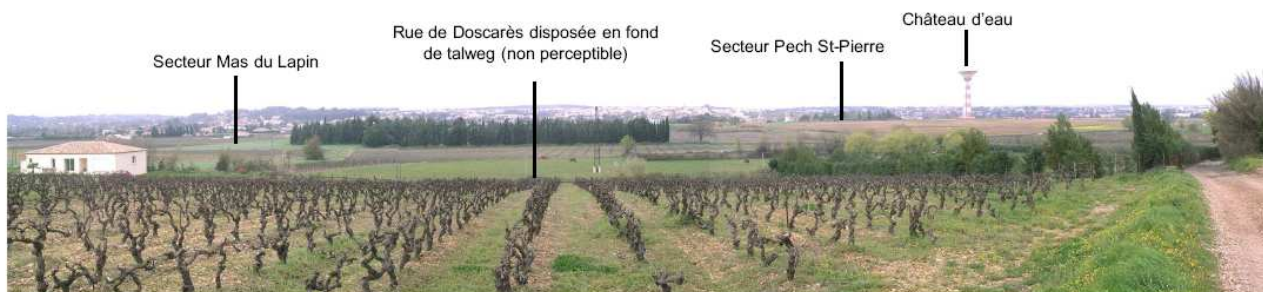 Secteur Mas du Lapin
Rue de Doscarès disposée en fond
de talweg (non perceptible)
Secteur Pech St-Pierre
Château d'eau